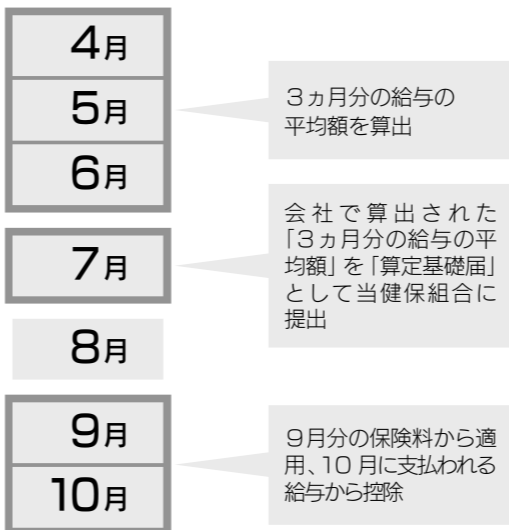 4月
5月
6月
3ヵ月分の給与の
平均額を算出
7月
会社で算出された
「3ヵ月分の給与の平
均額」を「算定基礎届」
として当健保組合に
提出
8月
9月
10月
9月分の保険料から適
用、10月に支払われる
給与から控除